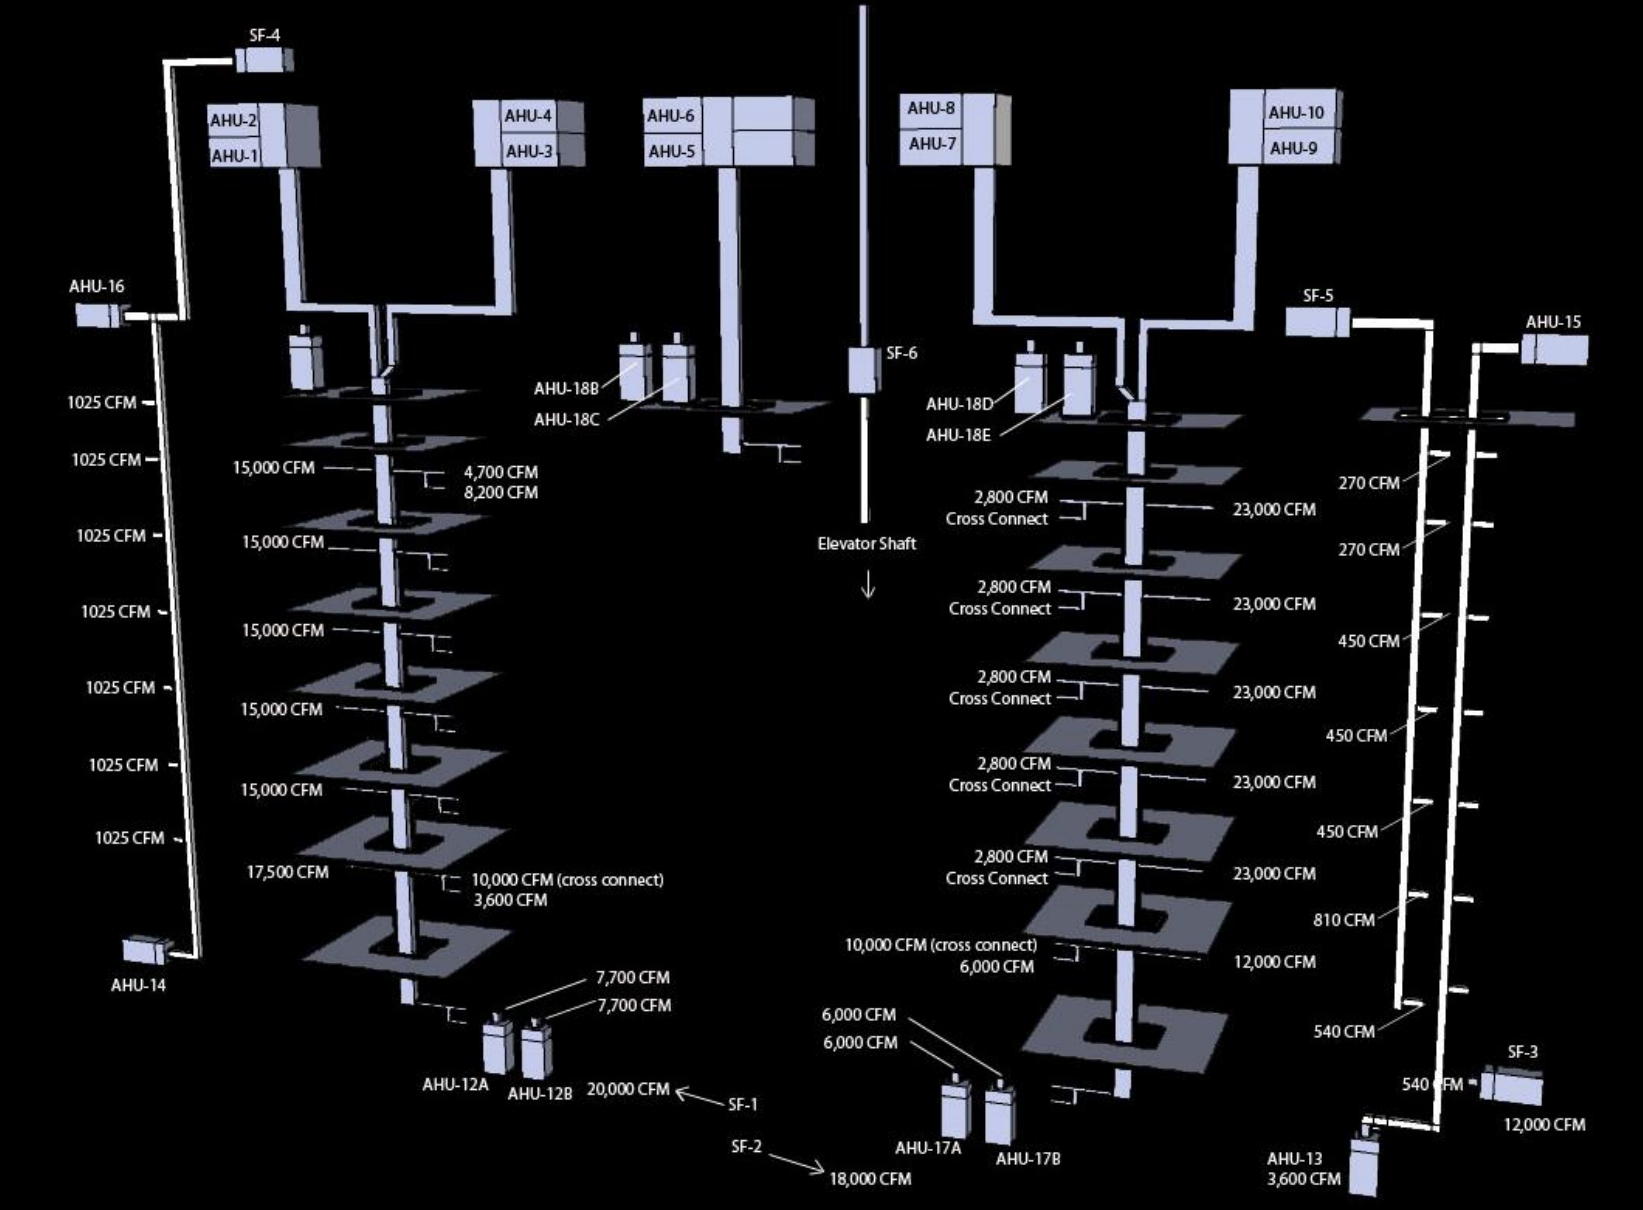 SF-4
AHU-2
AHU-1
AHU-4
AHU-3
AHU-6
AHU-5
AHU-8
AHU-7
AHU-10
AHU-9
AHU-16
SF-5
AHU-15
SF-6
AHU-18B
AHU-18C
AHU-18D
AHU-18E
1025 CFM
1025 CFM
1025 CFM
1025 CFM
1025 CFM
1025 CFM
1025 CFM
AHU-14
15,000 CFM
4,700 CFM
8,200 CFM
15,000 CFM
15,000 CFM
15,000 CFM
15,000 CFM
17,500 CFM
10,000 CFM (cross connect)
3,600 CFM
7,700 CFM
7,700 CFM
AHU-12A
AHU-12B
20,000 CFM
SF-1
SF-2
18,000 CFM
Elevator Shaft
2,800 CFM
Cross Connect
23,000 CFM
2,800 CFM
Cross Connect
23,000 CFM
2,800 CFM
Cross Connect
23,000 CFM
2,800 CFM
Cross Connect
23,000 CFM
2,800 CFM
Cross Connect
23,000 CFM
10,000 CFM (cross connect)
6,000 CFM
12,000 CFM
6,000 CFM
6,000 CFM
AHU-17A
AHU-17B
270 CFM
270 CFM
450 CFM
450 CFM
450 CFM
810 CFM
540 CFM
SF-3
540 CFM
12,000 CFM
AHU-13
3,600 CFM